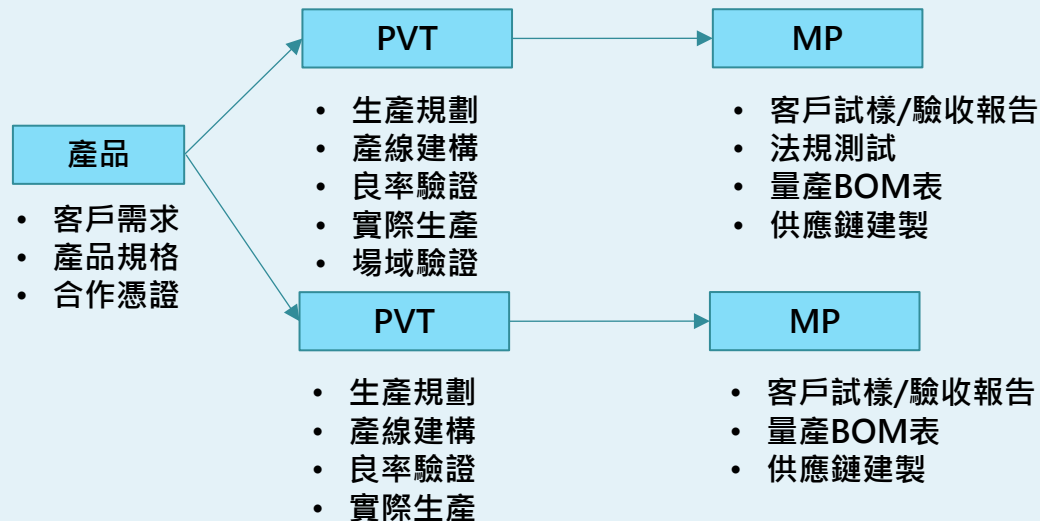 產品
• 客戶需求
• 產品規格
• 合作憑證
PVT
• 生產規劃
• 產線建構
• 良率驗證
• 實際生產
• 場域驗證
MP
• 客戶試樣/驗收報告
• 法規測試
• 量產BOM表
• 供應鏈建製
PVT
• 生產規劃
• 產線建構
• 良率驗證
• 實際生產
MP
• 客戶試樣/驗收報告
• 量產BOM表
• 供應鏈建製